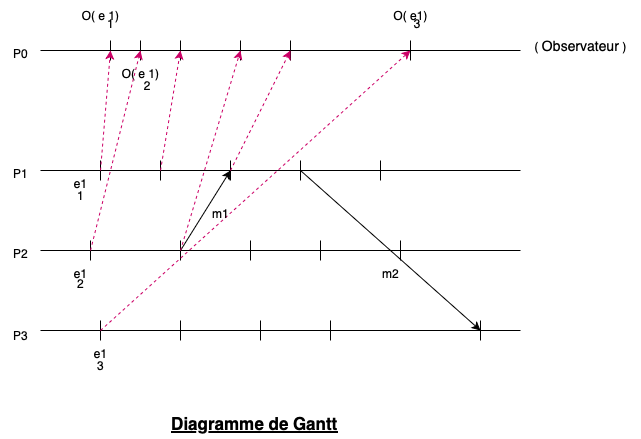 O( e 1)
1
O( e1)
3
P0
( Observateur )
O( e 1)
2
P1
e1
1
m1
P2
e1
2
m2
P3
e1
3
Diagramme de Gantt